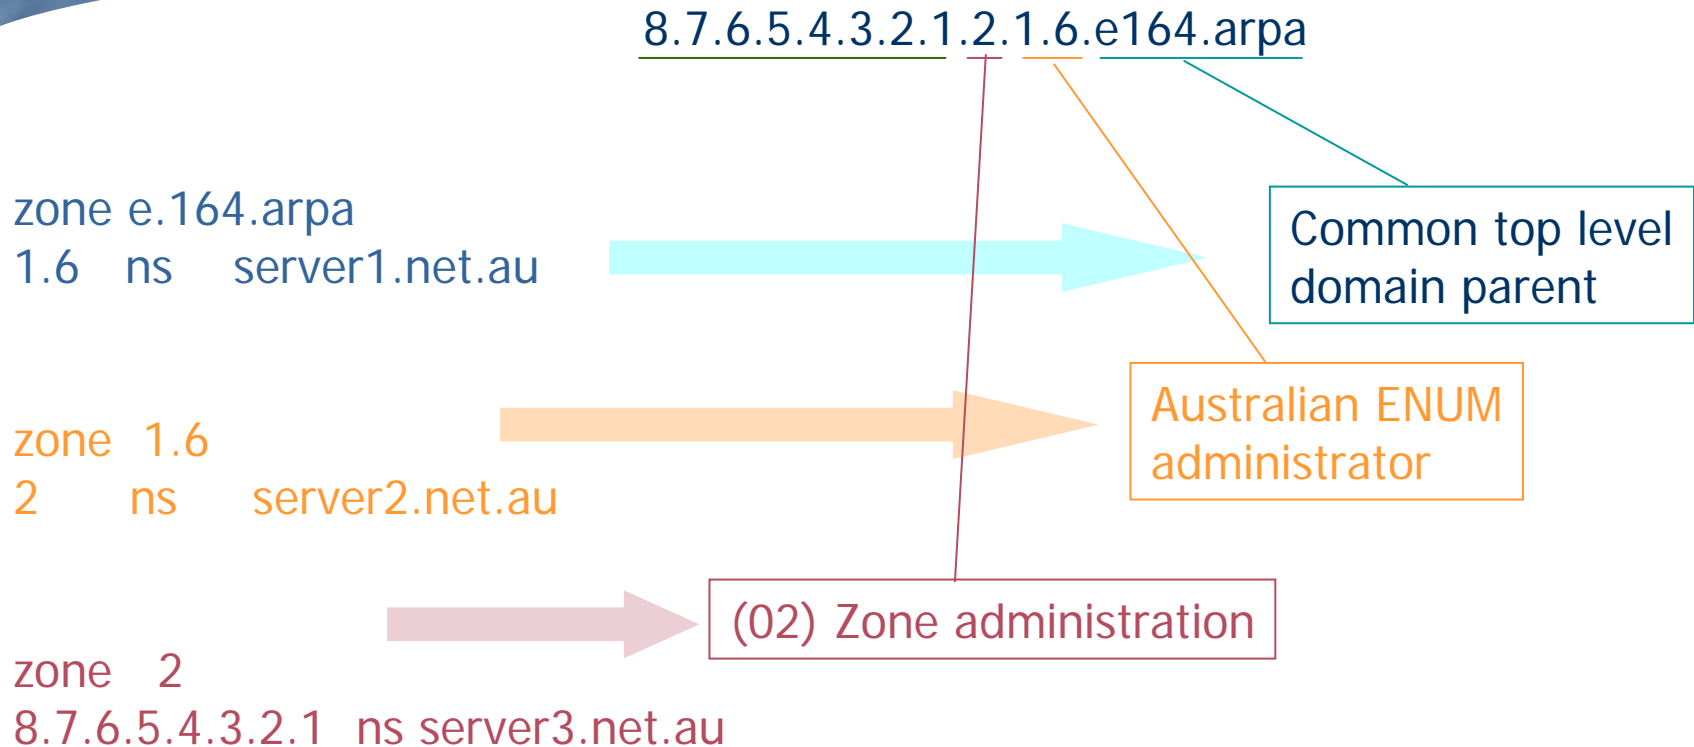 8.7.6.5.4.3.2.1.2.1.6.e164.arpa
zone e.164.arpa
1.6 ns server1.net.au
Common top level
domain parent
zone 1.6
2 ns server2.net.au
Australian ENUM
administrator
(02) Zone administration
zone 2
8.7.6.5.4.3.2.1 ns server3.net.au